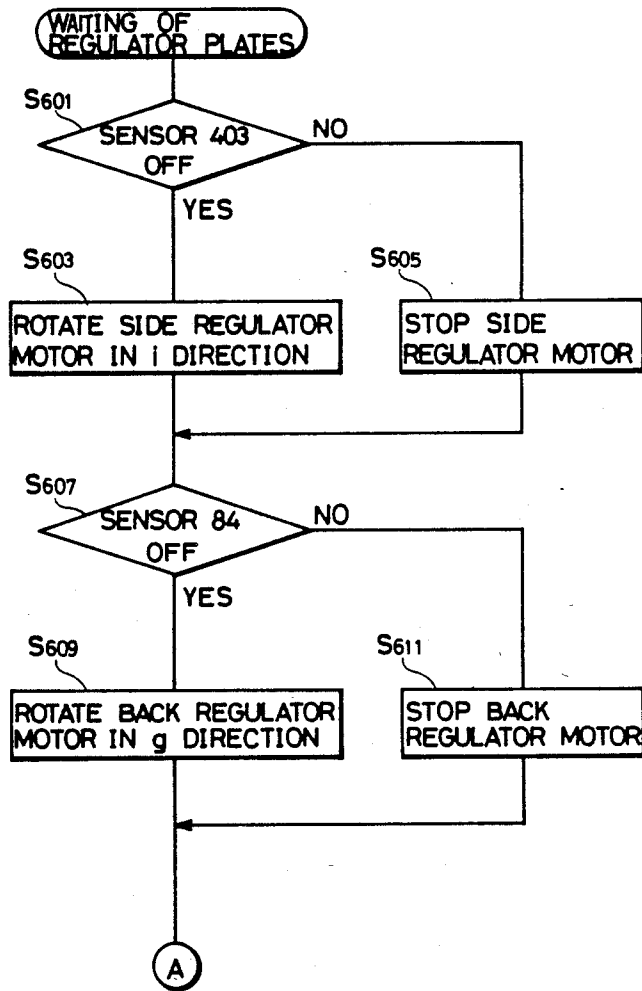 WAITING OF
REGULATOR PLATES
S601
SENSOR 403
OFF
NO
YES
S603
ROTATE SIDE REGULATOR
MOTOR IN i DIRECTION
S605
STOP SIDE
REGULATOR MOTOR
S607
SENSOR 84
OFF
NO
YES
S609
ROTATE BACK REGULATOR
MOTOR IN g DIRECTION
S611
STOP BACK
REGULATOR MOTOR
A